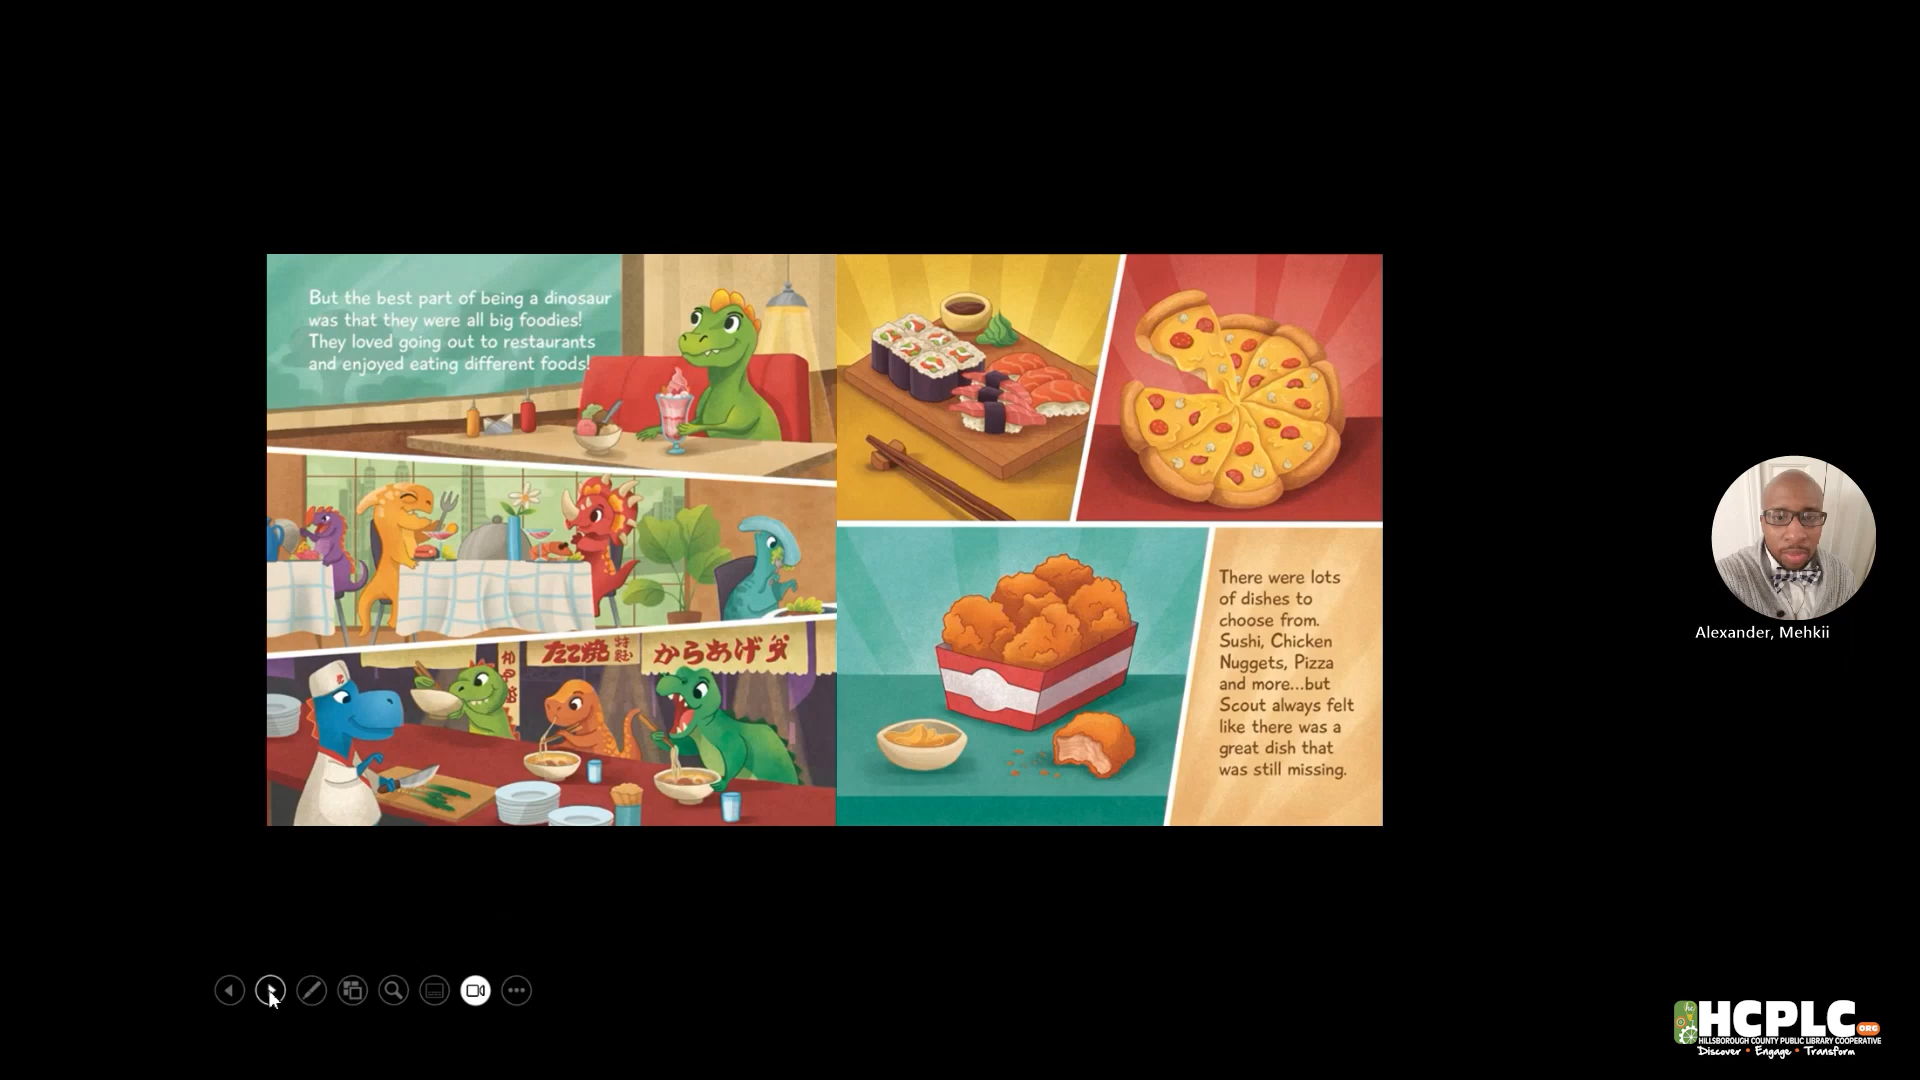 But the best part of being a dinosaur
was that they were all big foodies!
They loved going out to restaurants
and enjoyed eating different foods!
たこ焼
からあげ
There were lots
of dishes to
choose from.
Sushi, Chicken
Nuggets, Pizza
and more...but
Scout always felt
like there was a
great dish that
was still missing.
Alexander, Mehkii
HCPLC.ORG
HILLSBOROUGH COUNTY PUBLIC LIBRARY COOPERATIVE
Discover • Engage • Transform